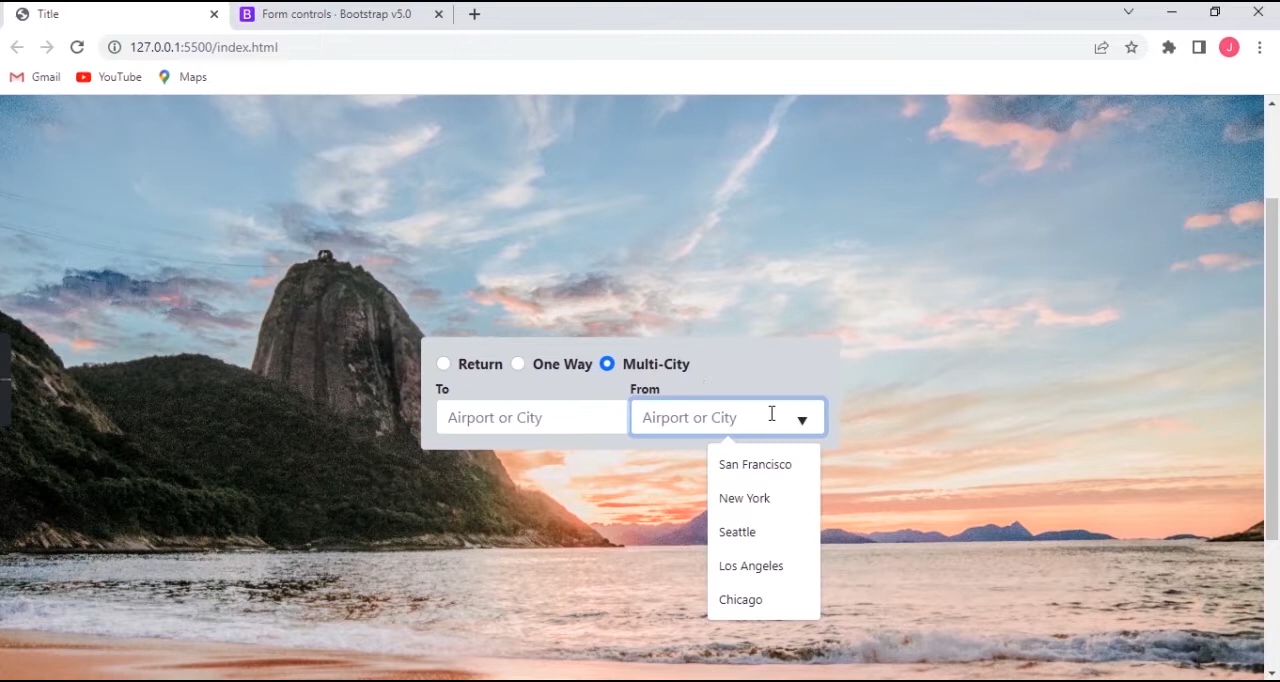 Title
Form controls · Bootstrap v5.0
127.0.0.1:5500/index.html
J
Gmail YouTube Maps
Return One Way Multi-City
To From
Airport or City Airport or City
San Francisco
New York
Seattle
Los Angeles
Chicago